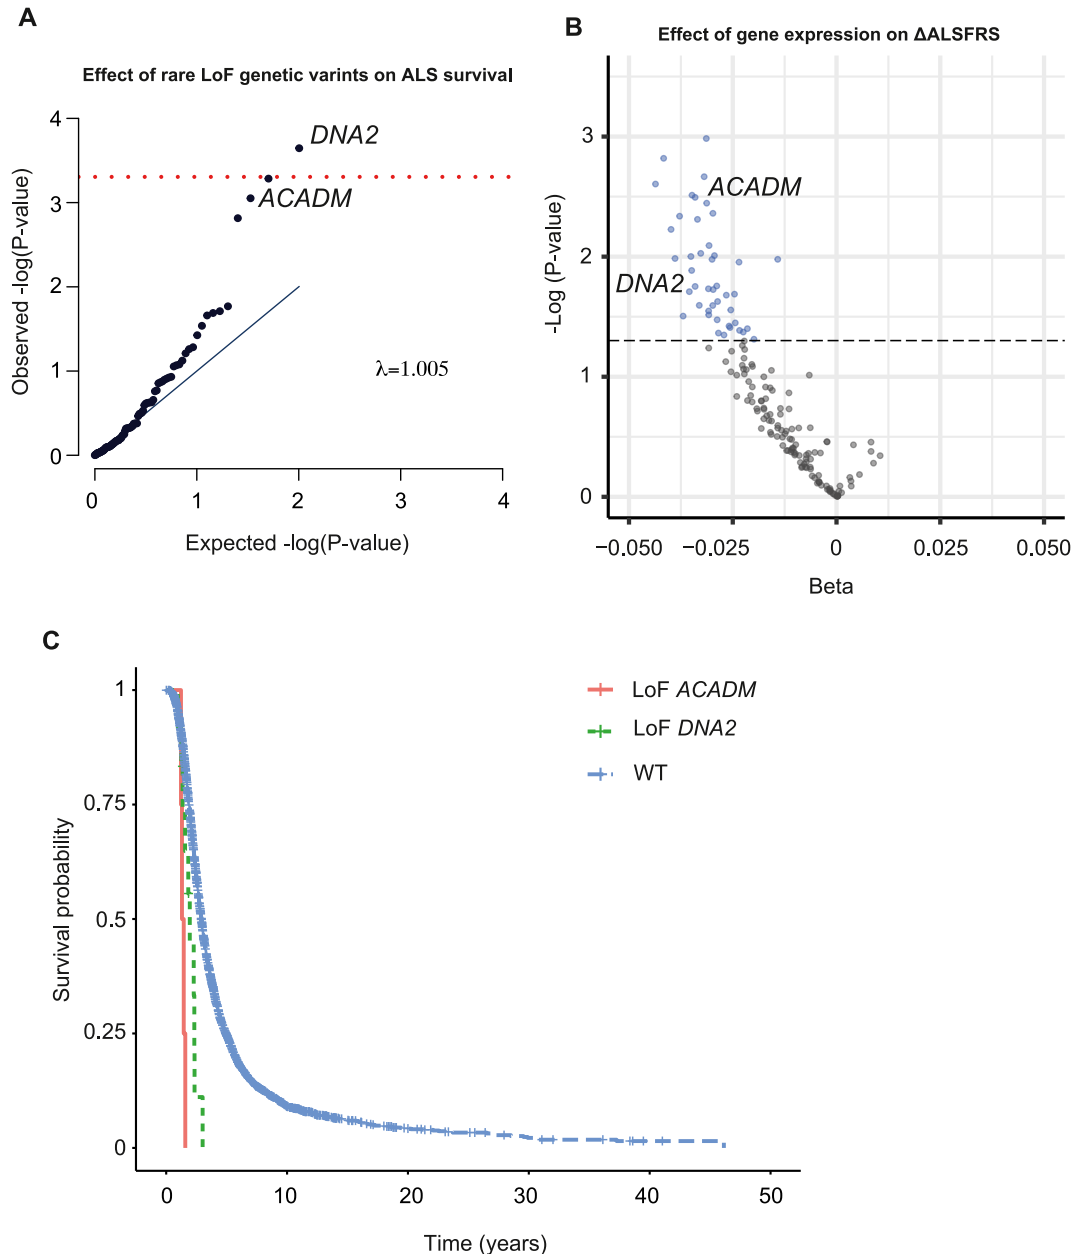 A
Effect of rare LoF genetic varints on ALS survival
Observed -log(P-value)
4
3
2
1
0
DNA2
ACADM
λ=1.005
0 1 2 3 4
Expected -log(P-value)
B
Effect of gene expression on ΔALSFRS
-Log (P-value)
3
2
1
0
ACADM
DNA2
−0.050 −0.025 0 0.025 0.050
Beta
C
Survival probability
1
0.75
0.5
0.25
0
LoF ACADM
LoF DNA2
WT
0 10 20 30 40 50
Time (years)